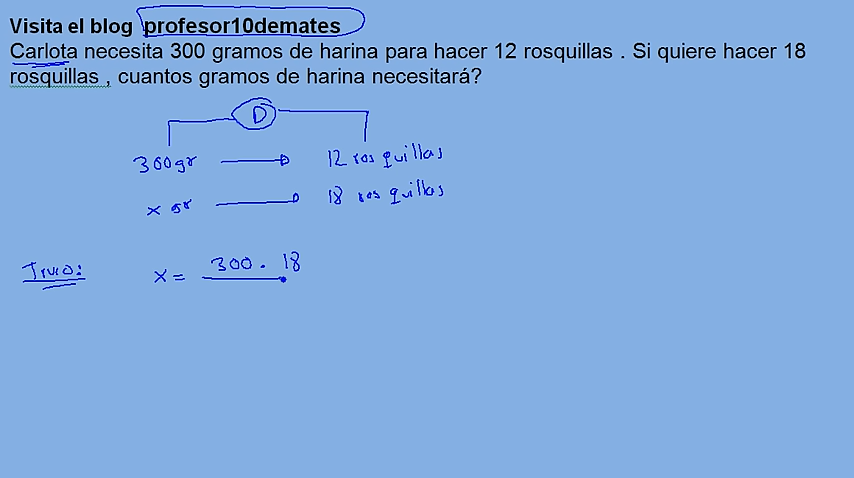 Visita el blog profesor10demates
Carlota necesita 300 gramos de harina para hacer 12 rosquillas . Si quiere hacer 18
rosquillas , cuantos gramos de harina necesitará?
D
300gr 12 rosquillas
x gr 18 rosquillas
Truco: x = 300 . 18